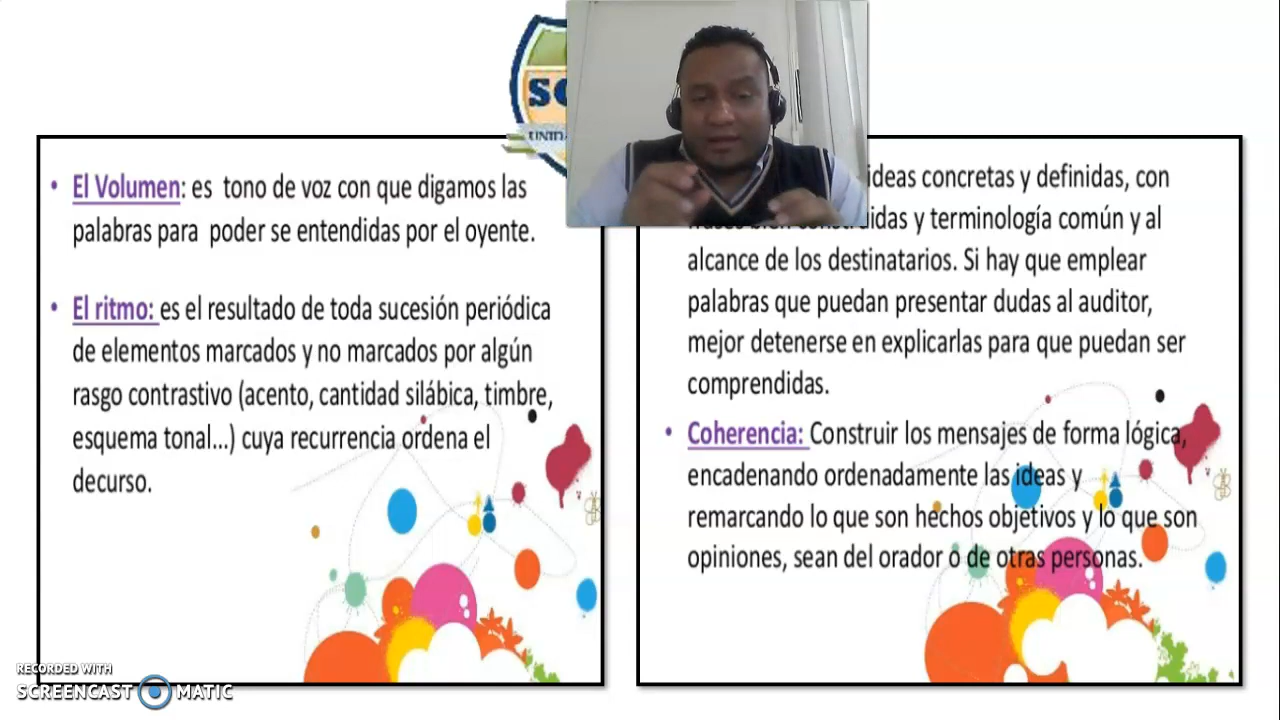 UNID
• El Volumen: es tono de voz con que digamos las
palabras para poder se entendidas por el oyente.
• El ritmo: es el resultado de toda sucesión periódica
de elementos marcados y no marcados por algún
rasgo contrastivo (acento, cantidad silábica, timbre,
esquema tonal...) cuya recurrencia ordena el
decurso.
ideas concretas y definidas, con
y terminología común y al
alcance de los destinatarios. Si hay que emplear
palabras que puedan presentar dudas al auditor,
mejor detenerse en explicarlas para que puedan ser
comprendidas.
• Coherencia: Construir los mensajes de forma lógica,
encadenando ordenadamente las ideas y
remarcando lo que son hechos objetivos y lo que son
opiniones, sean del orador o de otras personas.
RECORDED WITH
SCREENCAST MATIC